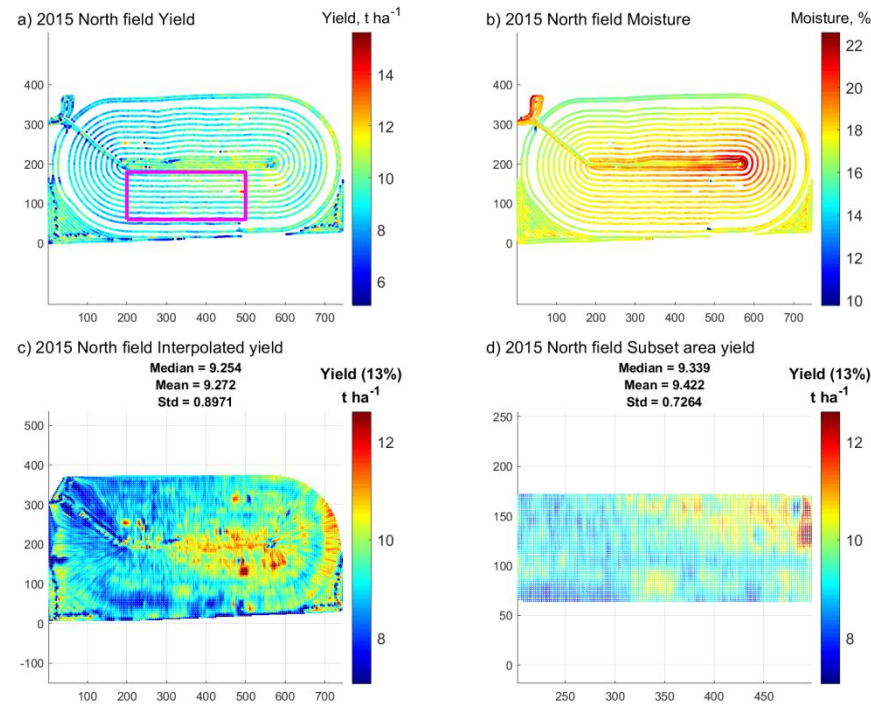 a) 2015 North field Yield
Yield, t ha⁻¹
400
300
200
100
0
100 200 300 400 500 600 700
14
12
10
8
6
b) 2015 North field Moisture
Moisture, %
400
300
200
100
0
100 200 300 400 500 600 700
22
20
18
16
14
12
10
c) 2015 North field Interpolated yield
Median = 9.254
Mean = 9.272
Std = 0.8971
Yield (13%)
t ha⁻¹
500
400
300
200
100
0
-100
100 200 300 400 500 600 700
12
10
8
d) 2015 North field Subset area yield
Median = 9.339
Mean = 9.422
Std = 0.7264
Yield (13%)
t ha⁻¹
250
200
150
100
50
0
250 300 350 400 450
12
10
8